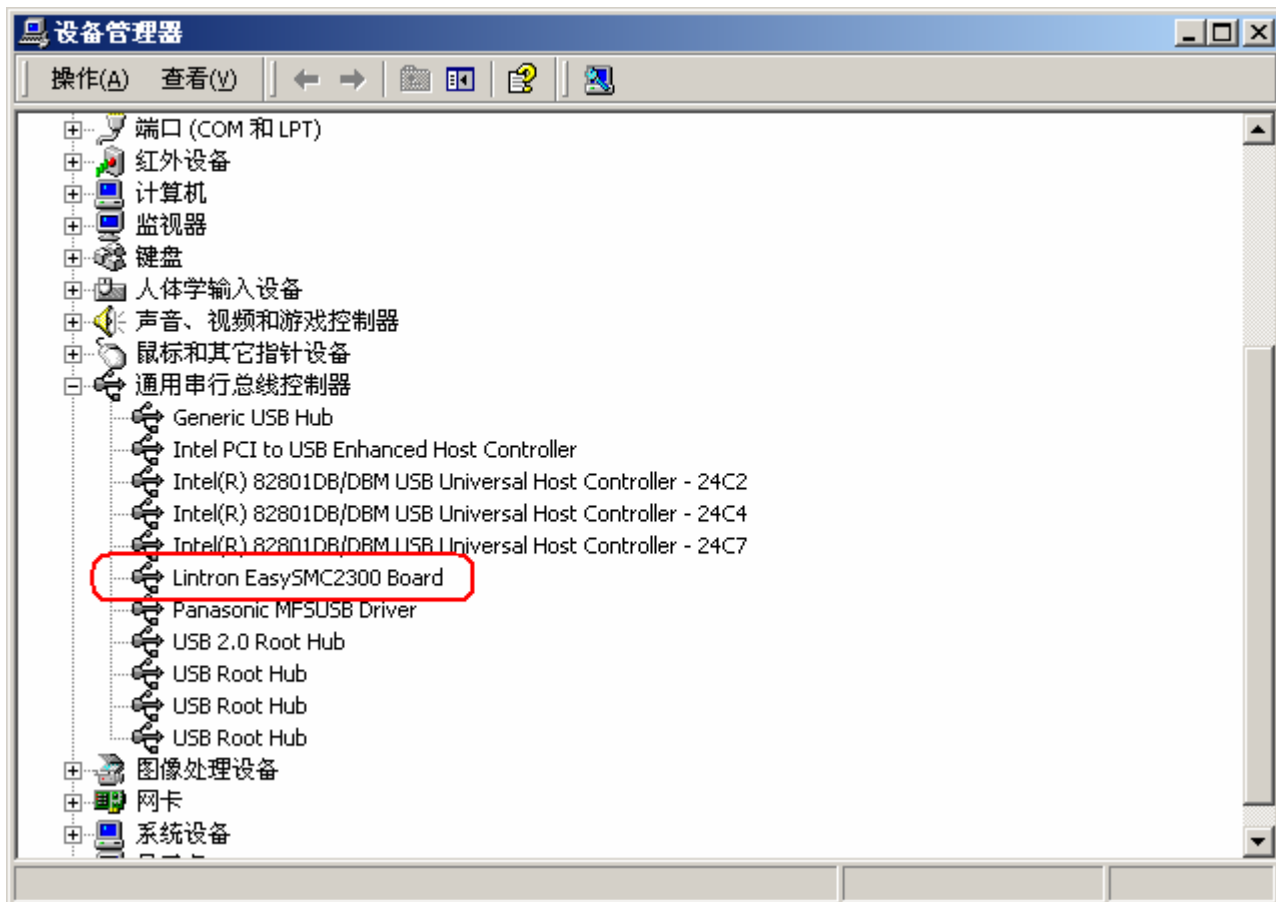 设备管理器
操作(A) 查看(V)
端口 (COM 和 LPT)
红外设备
计算机
监视器
键盘
人体学输入设备
声音、视频和游戏控制器
鼠标和其它指针设备
通用串行总线控制器
Generic USB Hub
Intel PCI to USB Enhanced Host Controller
Intel(R) 82801DB/DBM USB Universal Host Controller - 24C2
Intel(R) 82801DB/DBM USB Universal Host Controller - 24C4
Intel(R) 82801DB/DBM USB Universal Host Controller - 24C7
Lintron EasySMC2300 Board
Panasonic MFSUSB Driver
USB 2.0 Root Hub
USB Root Hub
USB Root Hub
USB Root Hub
图像处理设备
网卡
系统设备